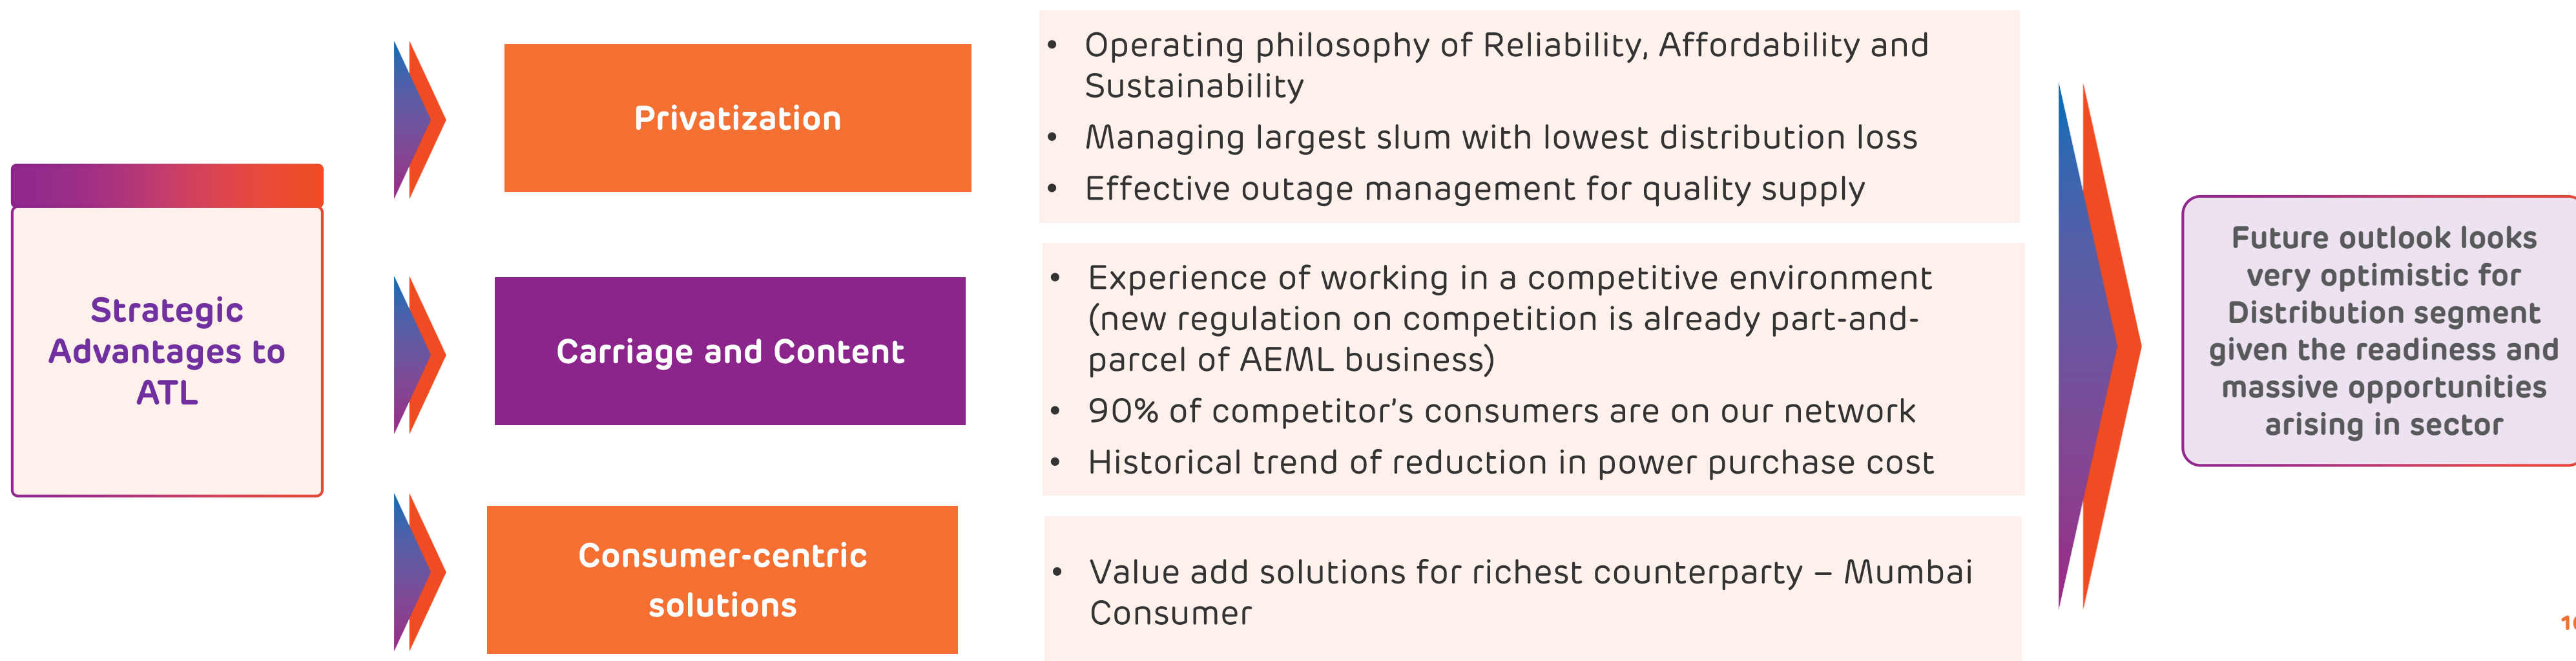 Strategic
Advantages to
ATL
Privatization
• Operating philosophy of Reliability, Affordability and
Sustainability
• Managing largest slum with lowest distribution loss
• Effective outage management for quality supply
Carriage and Content
• Experience of working in a competitive environment
(new regulation on competition is already part-and-
parcel of AEML business)
• 90% of competitor’s consumers are on our network
• Historical trend of reduction in power purchase cost
Consumer-centric
solutions
• Value add solutions for richest counterparty – Mumbai
Consumer
Future outlook looks
very optimistic for
Distribution segment
given the readiness and
massive opportunities
arising in sector